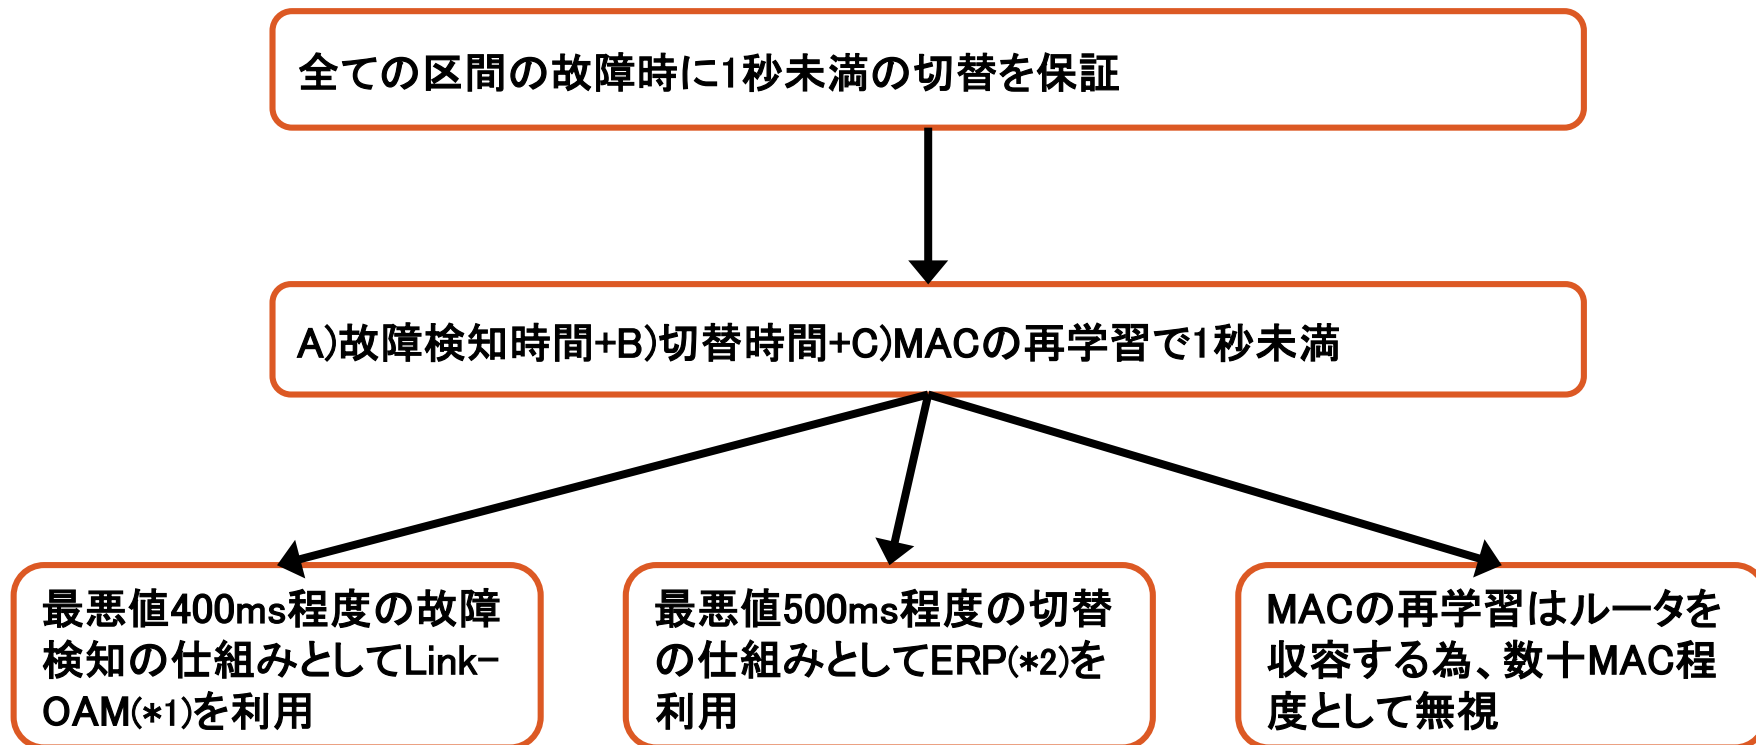 全ての区間の故障時に1秒未満の切替を保証
A)故障検知時間+B)切替時間+C)MACの再学習で1秒未満
最悪値400ms程度の故障
検知の仕組みとしてLink-
OAM(*1)を利用
最悪値500ms程度の切替
の仕組みとしてERP(*2)を
利用
MACの再学習はルータを
収容する為、数十MAC程
度として無視